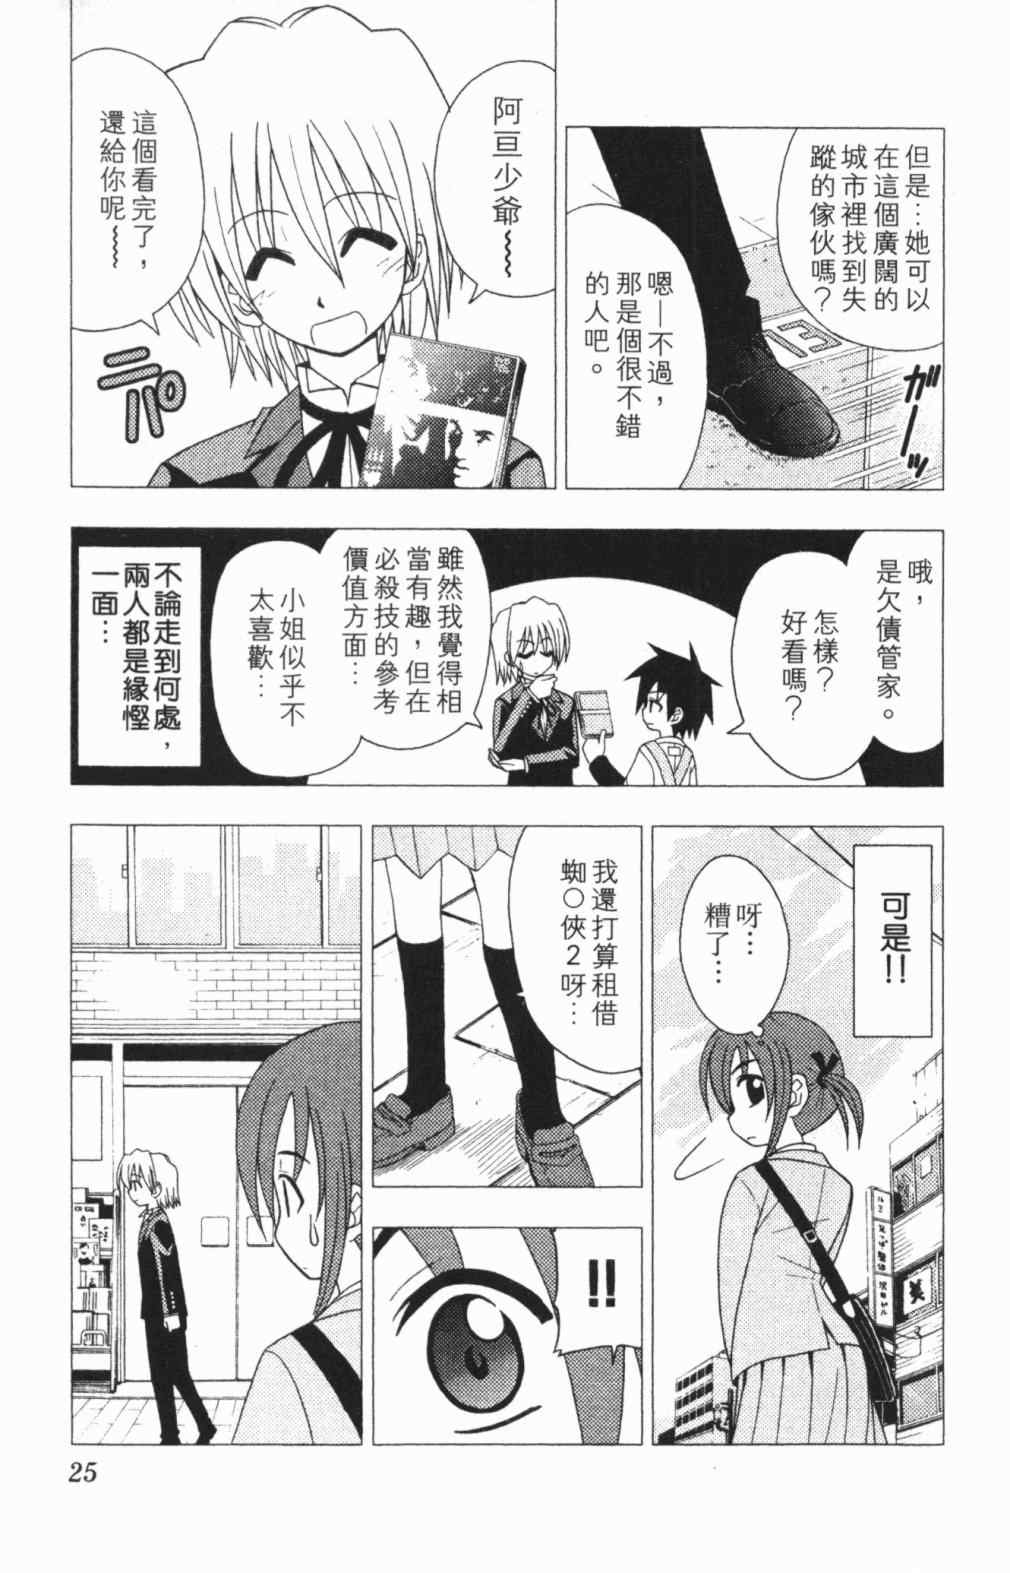 但是…她可以
在這個廣闊的
城市裡找到失
蹤的傢伙嗎？
嗯—不過，
那是個很不錯
的人吧。
13
ガーッ
阿亘少爺~~~
這個看完了，
還給你呢~~~~
哦，
是欠債管家。
怎樣？
好看嗎？
雖然我覺得相
當有趣，但在
必殺技的參考
價值方面…
小姐似乎不
太喜歡…
不論走到何處，
兩人都是緣慳
一面…
可是!!
呀…
糟了…
美
我還打算租借
蜘○俠2呀…
!!
25